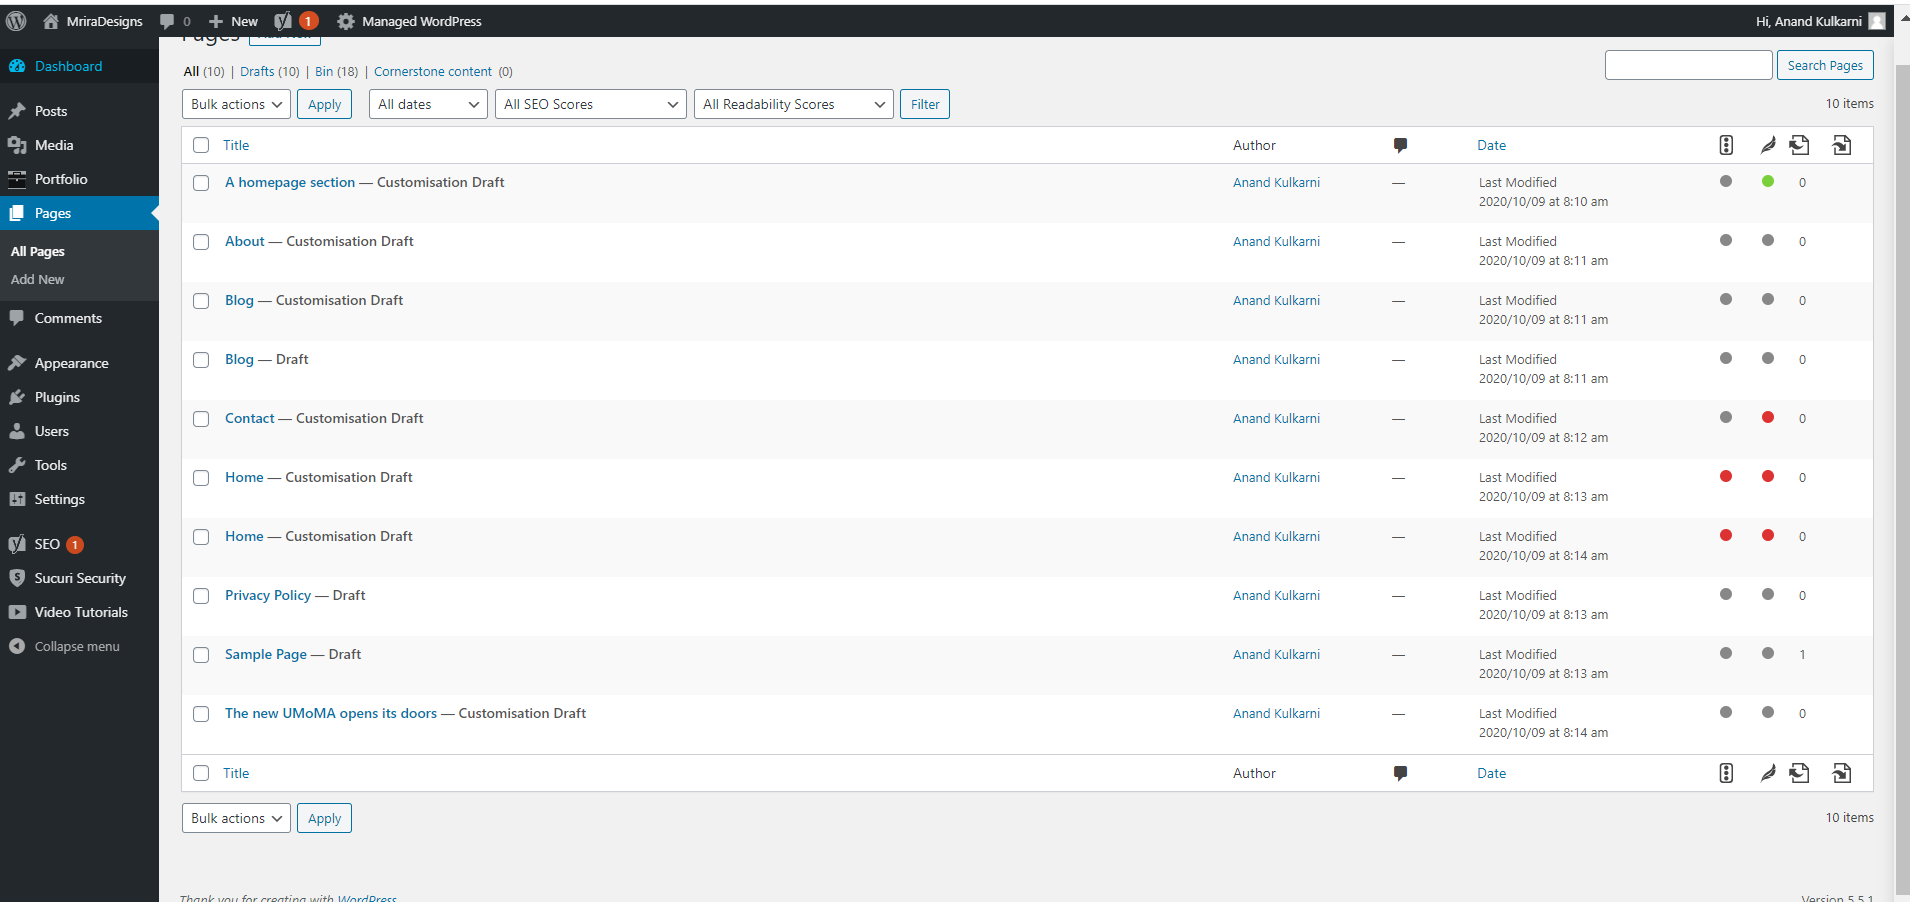 MriraDesigns 0 New 1 Managed WordPress Hi, Anand Kulkarni
Dashboard
Posts
Media
Portfolio
Pages
All Pages
Add New
Comments
Appearance
Plugins
Users
Tools
Settings
SEO 1
Sucuri Security
Video Tutorials
Collapse menu
Pages Add New
All (10) | Drafts (10) | Bin (18) | Cornerstone content (0)
Search Pages
Bulk actions Apply All dates All SEO Scores All Readability Scores Filter 10 items
Title Author Date
A homepage section — Customisation Draft Anand Kulkarni — Last Modified 0
2020/10/09 at 8:10 am
About — Customisation Draft Anand Kulkarni — Last Modified 0
2020/10/09 at 8:11 am
Blog — Customisation Draft Anand Kulkarni — Last Modified 0
2020/10/09 at 8:11 am
Blog — Draft Anand Kulkarni — Last Modified 0
2020/10/09 at 8:11 am
Contact — Customisation Draft Anand Kulkarni — Last Modified 0
2020/10/09 at 8:12 am
Home — Customisation Draft Anand Kulkarni — Last Modified 0
2020/10/09 at 8:13 am
Home — Customisation Draft Anand Kulkarni — Last Modified 0
2020/10/09 at 8:14 am
Privacy Policy — Draft Anand Kulkarni — Last Modified 0
2020/10/09 at 8:13 am
Sample Page — Draft Anand Kulkarni — Last Modified 1
2020/10/09 at 8:13 am
The new UMoMA opens its doors — Customisation Draft Anand Kulkarni — Last Modified 0
2020/10/09 at 8:14 am
Title Author Date
Bulk actions Apply 10 items
Thank you for creating with WordPress Version 5.5.1